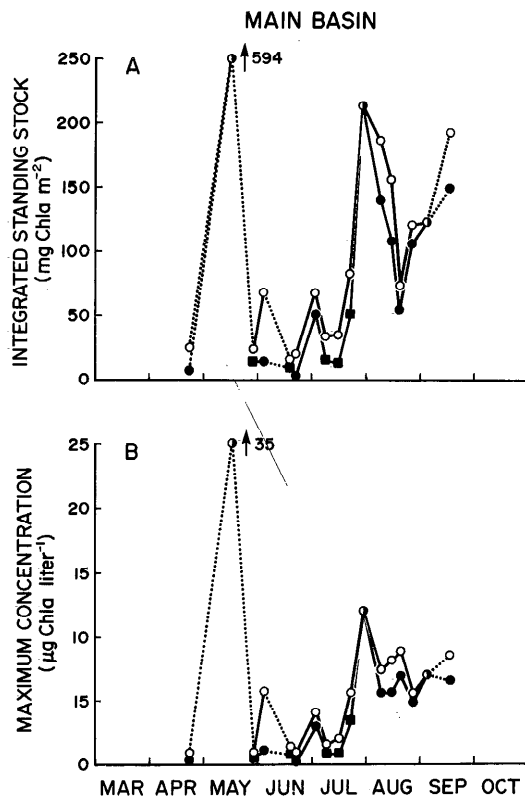 MAIN BASIN
A
594
INTEGRATED STANDING STOCK
(mg Chla m-2)
250
200
150
100
50
0
B
35
MAXIMUM CONCENTRATION
(µg Chla liter-1)
25
20
15
10
15
0
MAR APR MAY JUN JUL AUG SEP OCT